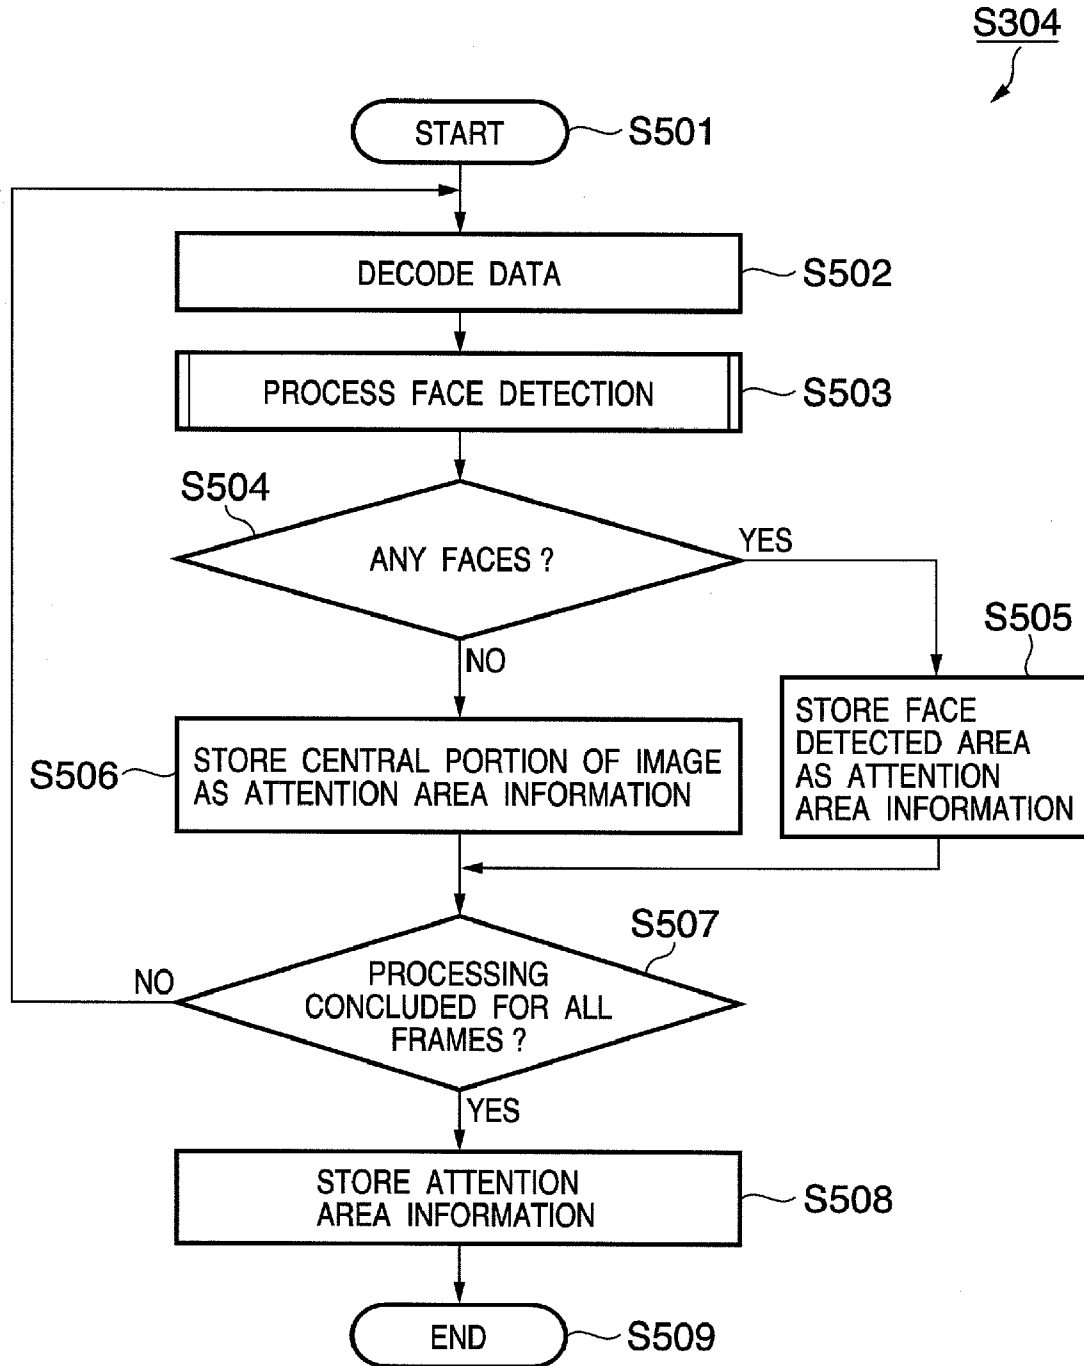 S304
START
S501
DECODE DATA
S502
PROCESS FACE DETECTION
S503
S504
ANY FACES ?
YES
NO
S505
STORE FACE
DETECTED AREA
AS ATTENTION
AREA INFORMATION
S506
STORE CENTRAL PORTION OF IMAGE
AS ATTENTION AREA INFORMATION
S507
PROCESSING
CONCLUDED FOR ALL
FRAMES ?
NO
YES
STORE ATTENTION
AREA INFORMATION
S508
END
S509